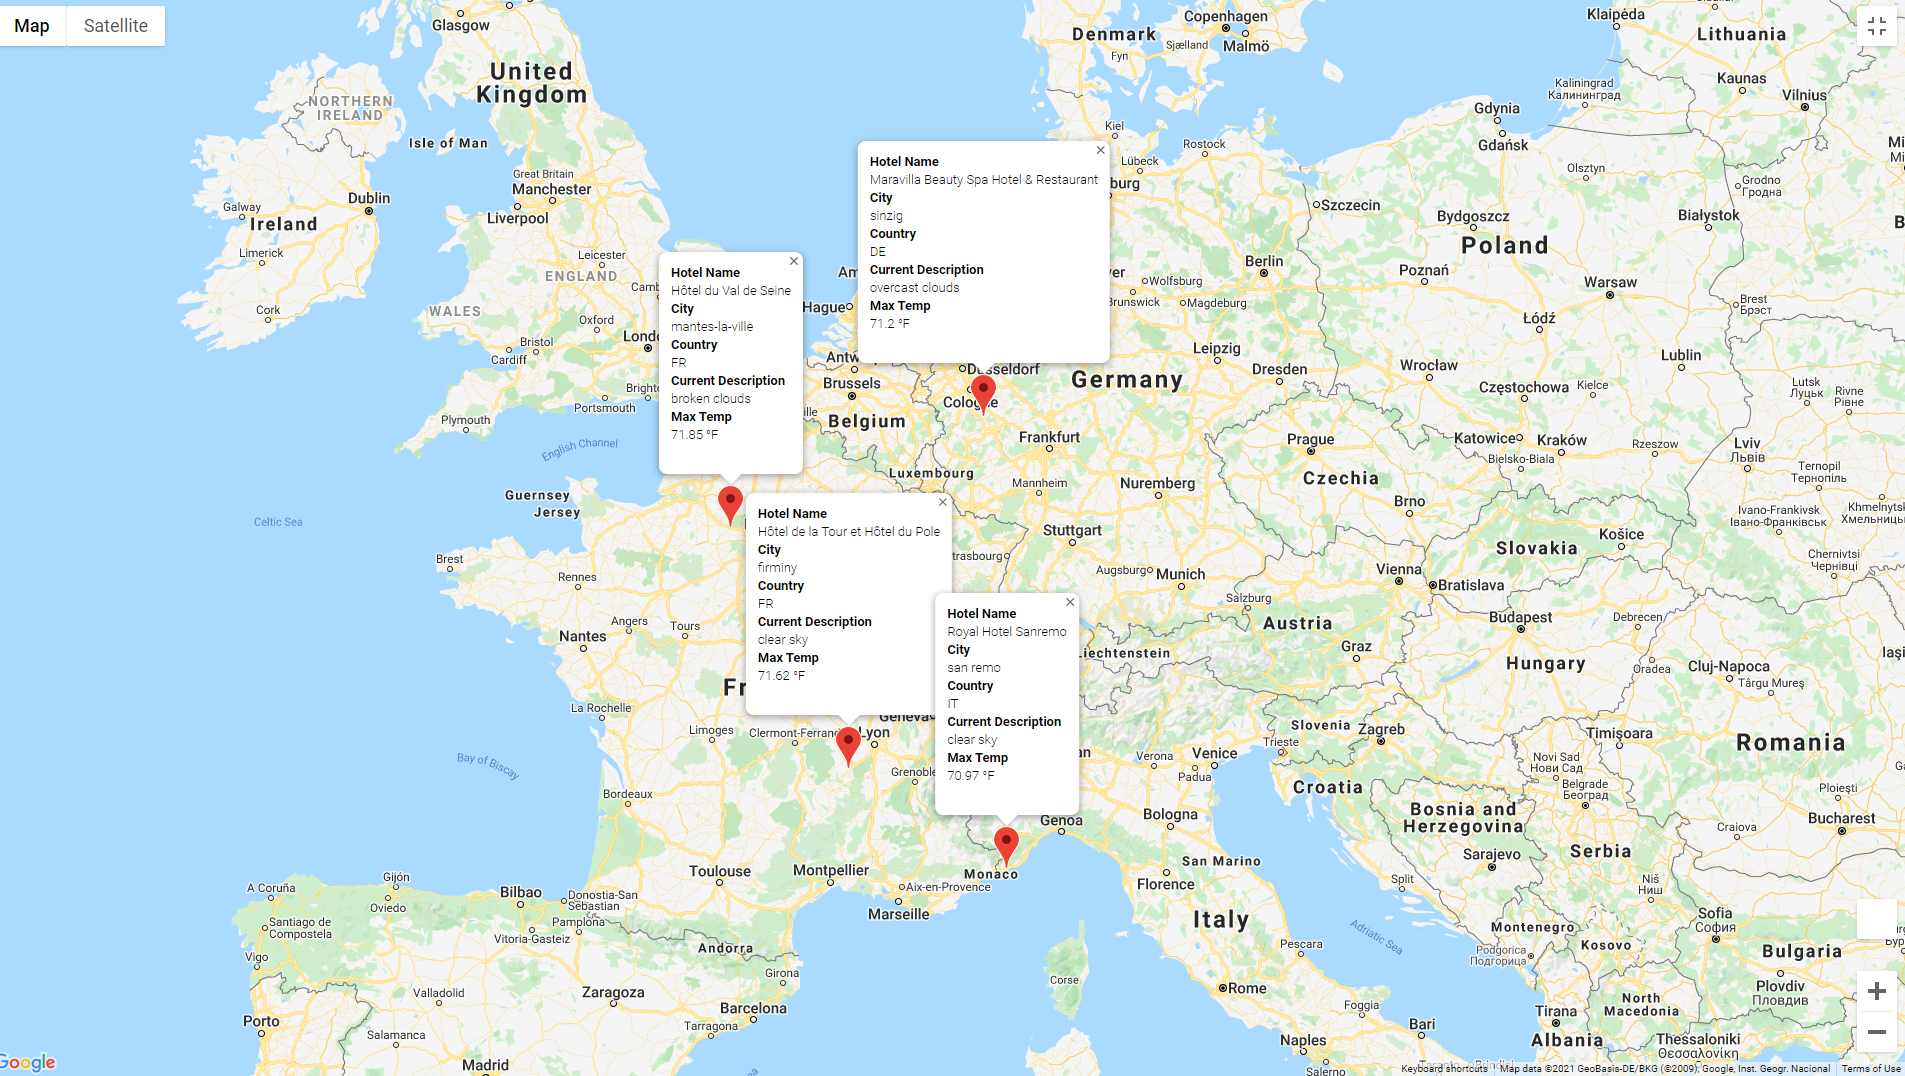 Map
Satellite
Glasgow
United
Kingdom
NORTHERN
IRELAND
Isle of Man
Great Britain
Manchester
Liverpool
Dublin
Galway
Ireland
Limerick
Cork
Leicester
ENGLAND
WALES
Oxford
Bristol
Cardiff
Plymouth
Portsmouth
English Channel
Guernsey
Jersey
Celtic Sea
Copenhagen
Denmark
Sjælland
Malmö
Fyn
Klaipėda
Lithuania
Kaunas
Vilnius
Kaliningrad
Калининград
Gdynia
Gdańsk
Kiel
Rostock
Lübeck
Olsztyn
Grodno
Гродно
Szczecin
Bydgoszcz
Białystok
Poland
Berlin
Poznań
Warsaw
Wolfsburg
Magdeburg
Brest
Брэст
Łódź
Leipzig
Dresden
Wrocław
Lublin
Częstochowa
Kielce
Lutsk
Луцьк
Rivne
Рівне
Hotel Name
Maravilla Beauty Spa Hotel & Restaurant
City
sinzig
Country
DE
Current Description
overcast clouds
Max Temp
71.2 °F
Hotel Name
Hôtel du Val de Seine
City
mantes-la-ville
Country
FR
Current Description
broken clouds
Max Temp
71.85 °F
Hague
Brussels
Belgium
Düsseldorf
Cologne
Germany
Frankfurt
Luxembourg
Mannheim
Nuremberg
Stuttgart
Augsburg
Munich
Prague
Czechia
Katowice
Kraków
Rzeszow
Bielsko-Biala
Lviv
Львів
Ternopil
Тернопіль
Brno
Ivano-Frankivsk
Івано-Франківськ
Khmelnyts
Хмельниць
Slovakia
Košice
Chernivtsi
Чернівці
Vienna
Bratislava
Salzburg
Austria
Budapest
Debrecen
Graz
Hungary
Oradea
Cluj-Napoca
Târgu Mureș
Iași
Hotel Name
Hôtel de la Tour et Hôtel du Pole
City
firminy
Country
FR
Current Description
clear sky
Max Temp
71.62 °F
Hotel Name
Royal Hotel Sanremo
City
san remo
Country
IT
Current Description
clear sky
Max Temp
70.97 °F
Brest
Rennes
Angers
Tours
Nantes
La Rochelle
Limoges
Clermont-Ferrand
Lyon
Geneva
Grenoble
Bay of Biscay
Bordeaux
Toulouse
Montpellier
Aix-en-Provence
Marseille
Monaco
Liechtenstein
Slovenia
Zagreb
Trieste
Venice
Verona
Padua
Croatia
Timișoara
Romania
Novi Sad
Нови Сад
Belgrade
Београд
Ploiești
Bucharest
Craiova
Genoa
Bologna
Bosnia and
Herzegovina
San Marino
Florence
Sarajevo
Serbia
Split
Niš
Ниш
Italy
Adriatic Sea
Sofia
София
Montenegro
Kosovo
Podgorica
Подгорица
Bulgaria
Pescara
Plovdiv
Пловдив
Rome
Foggia
North
Macedonia
Tirana
Bari
Naples
Albania
Thessaloniki
Θεσσαλονίκη
Salerno
Corse
A Coruña
Gijón
Oviedo
Bilbao
Donostia-San
Sebastian
Santiago de
Compostela
Pamplona
Vitoria-Gasteiz
Andorra
Vigo
Girona
Valladolid
Zaragoza
Barcelona
Porto
Tarragona
Salamanca
Madrid
Google
Keyboard shortcuts
Map data ©2021 GeoBasis-DE/BKG (©2009), Google, Inst. Geogr. Nacional
Terms of Use